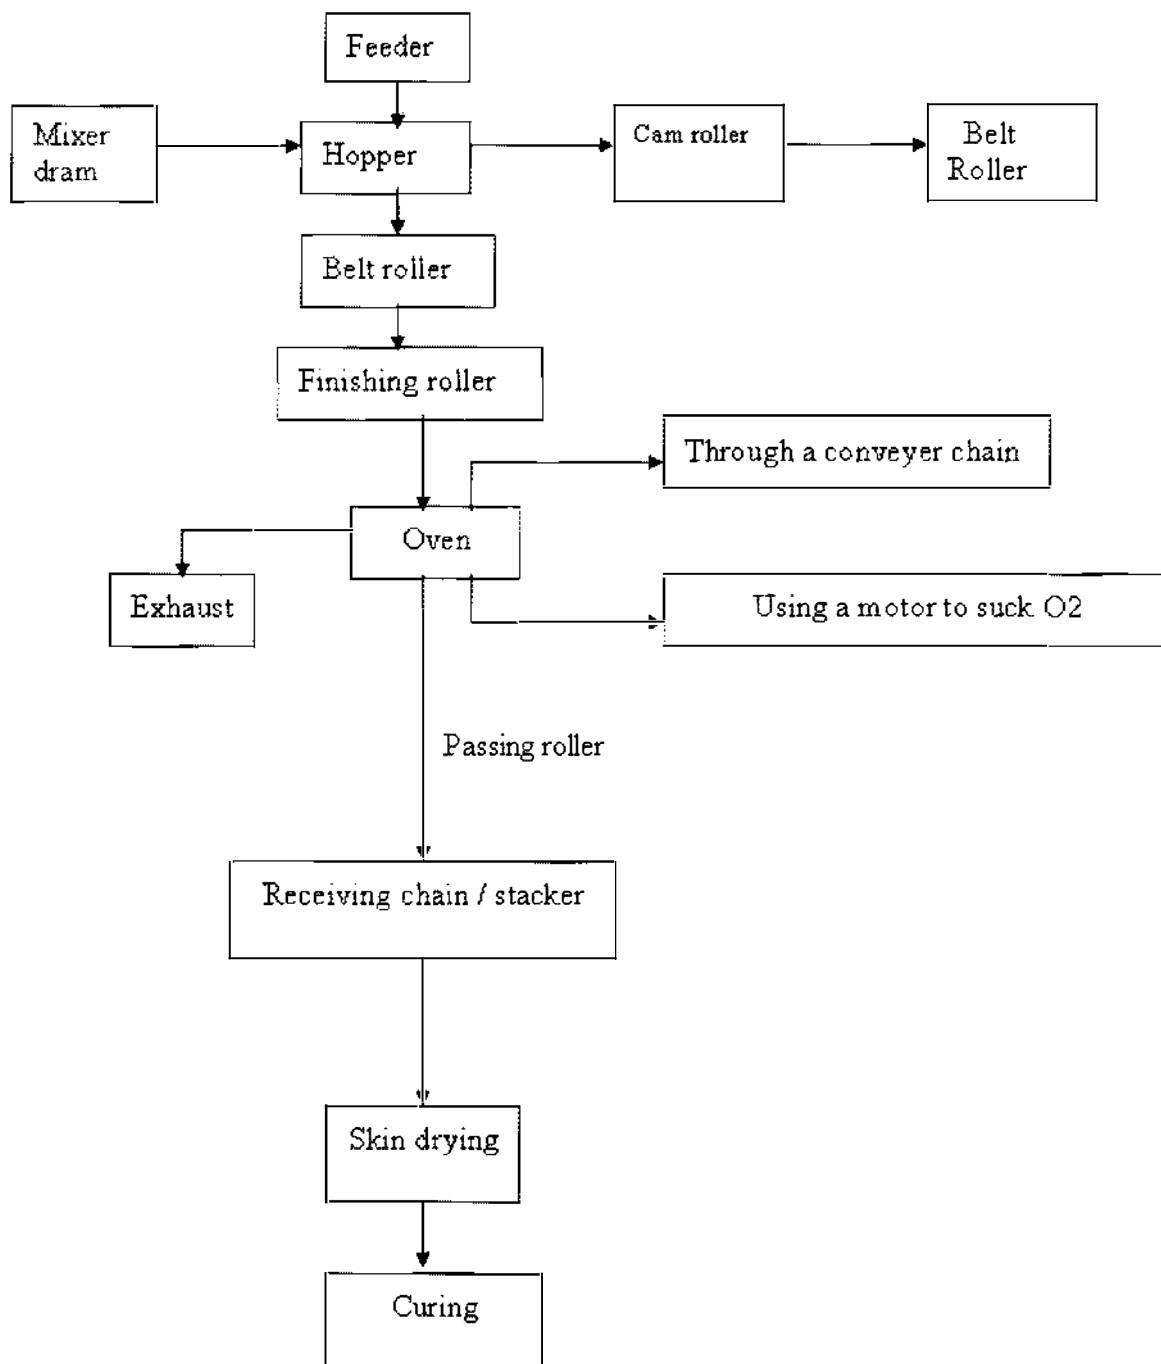 Feeder
Mixer
dram
Hopper
Cam roller
Belt
Roller
Belt roller
Finishing roller
Through a conveyer chain
Oven
Exhaust
Using a motor to suck O2
Passing roller
Receiving chain / stacker
Skin drying
Curing